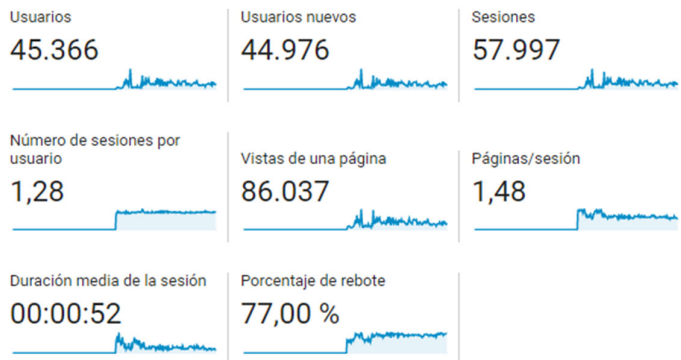 Usuarios
45.366
Usuarios nuevos
44.976
Sesiones
57.997
Número de sesiones por
usuario
1,28
Vistas de una página
86.037
Páginas/sesión
1,48
Duración media de la sesión
00:00:52
Porcentaje de rebote
77,00 %